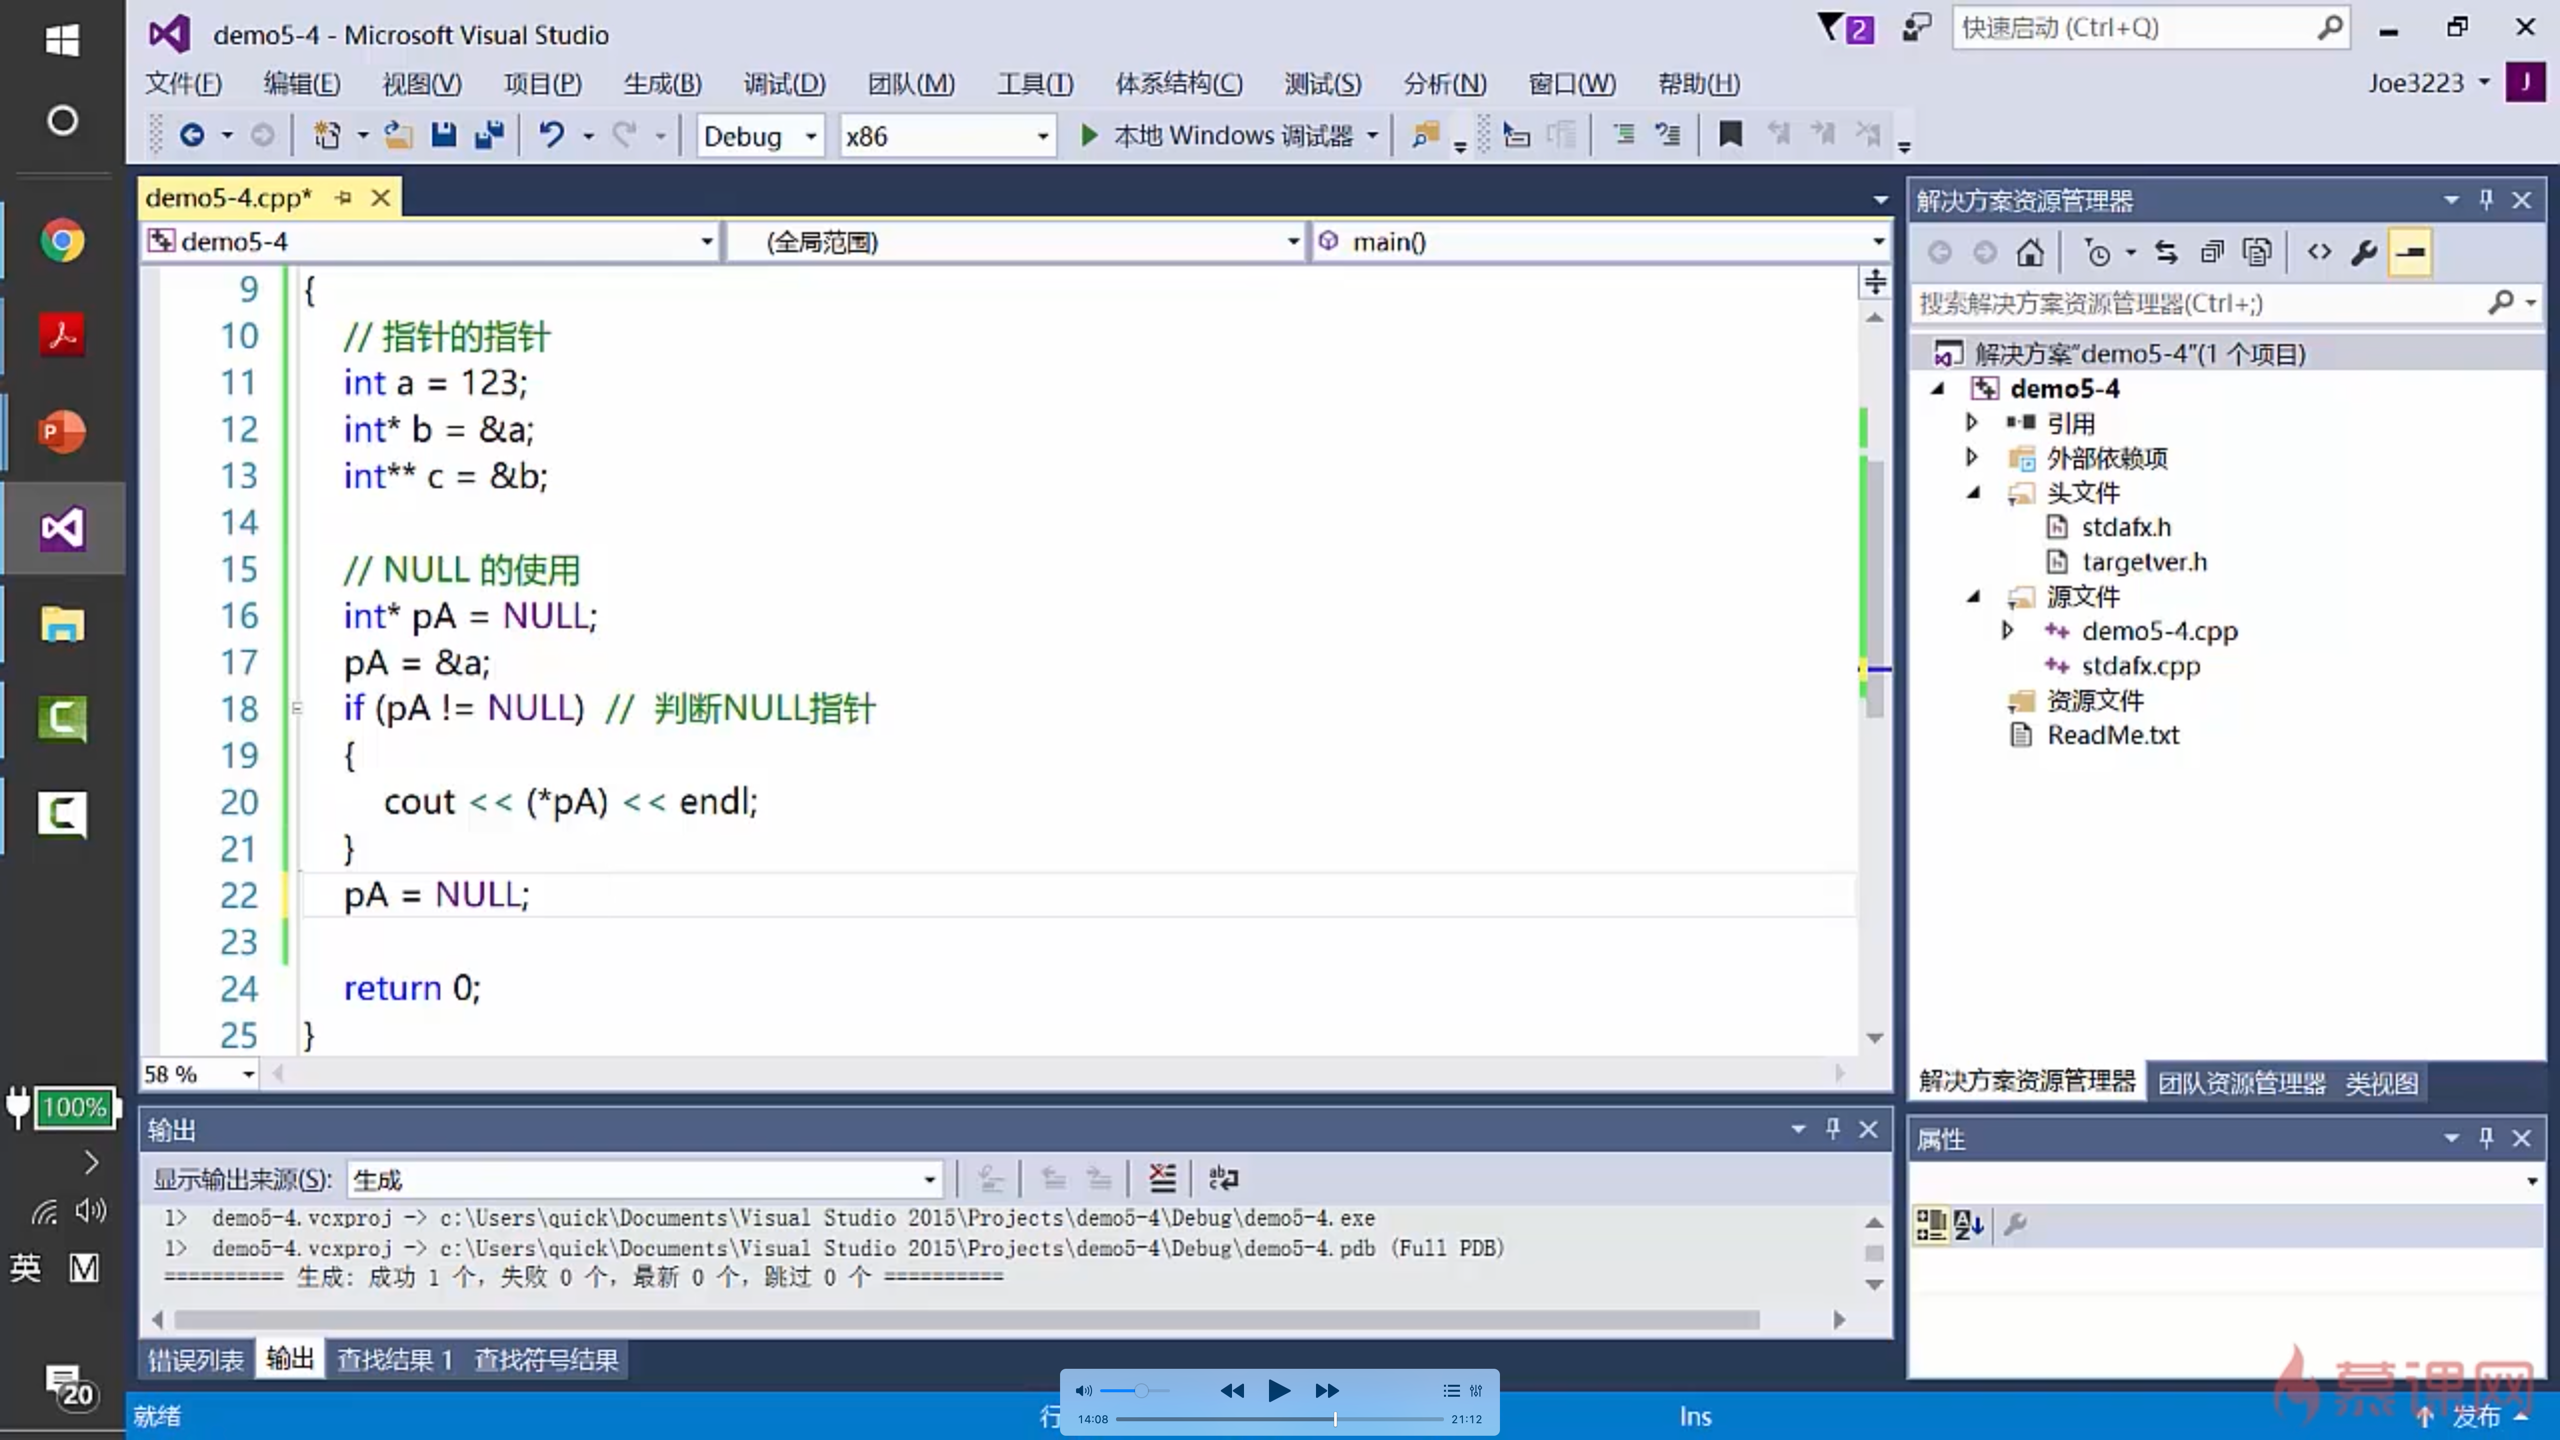 demo5-4 - Microsoft Visual Studio
2
快速启动 (Ctrl+Q)
文件(F) 编辑(E) 视图(V) 项目(P) 生成(B) 调试(D) 团队(M) 工具(T) 体系结构(C) 测试(S) 分析(N) 窗口(W) 帮助(H)
Joe3223
J
Debug
x86
本地 Windows 调试器
demo5-4.cpp*
demo5-4
(全局范围)
main()
9 {
10 // 指针的指针
11 int a = 123;
12 int* b = &a;
13 int** c = &b;
14
15 // NULL 的使用
16 int* pA = NULL;
17 pA = &a;
18 if (pA != NULL) // 判断NULL指针
19 {
20 cout << (*pA) << endl;
21 }
22 pA = NULL;
23
24 return 0;
25 }
58 %
解决方案资源管理器
搜索解决方案资源管理器(Ctrl+;)
解决方案"demo5-4"(1 个项目)
demo5-4
引用
外部依赖项
头文件
stdafx.h
targetver.h
源文件
demo5-4.cpp
stdafx.cpp
资源文件
ReadMe.txt
解决方案资源管理器 团队资源管理器 类视图
属性
输出
显示输出来源(S): 生成
1> demo5-4.vcxproj -> c:\Users\quick\Documents\Visual Studio 2015\Projects\demo5-4\Debug\demo5-4.exe
1> demo5-4.vcxproj -> c:\Users\quick\Documents\Visual Studio 2015\Projects\demo5-4\Debug\demo5-4.pdb (Full PDB)
========== 生成: 成功 1 个，失败 0 个，最新 0 个，跳过 0 个 ==========
错误列表 输出 查找结果 1 查找符号结果
就绪
行
14:08
21:12
Ins
发布
慕课网
100%
英
M
20